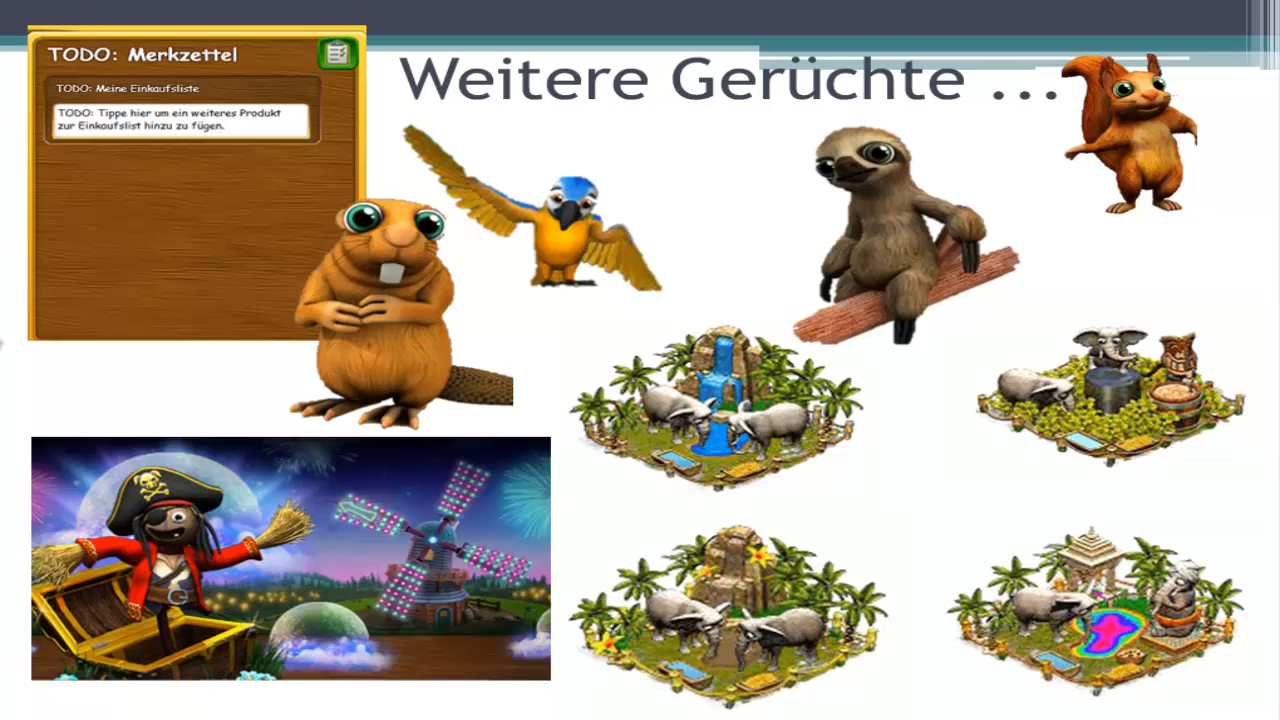 TODO: Merkzettel
TODO: Meine Einkaufsliste
TODO: Tippe hier um ein weiteres Produkt
zur Einkaufslist hinzu zu fügen.
Weitere Gerüchte ...